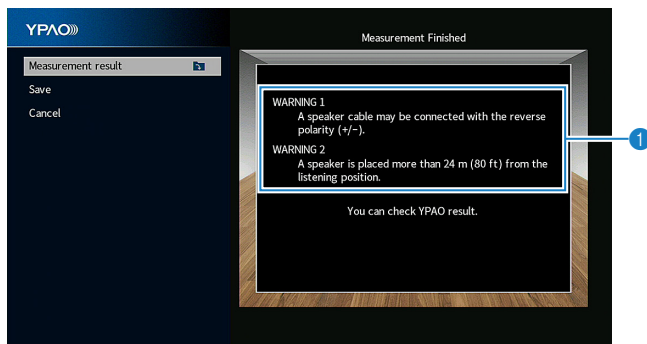 YPAO
Measurement Finished
Measurement result
Save
Cancel
WARNING 1
A speaker cable may be connected with the reverse
polarity (+/−).
WARNING 2
A speaker is placed more than 24 m (80 ft) from the
listening position.
1
You can check YPAO result.